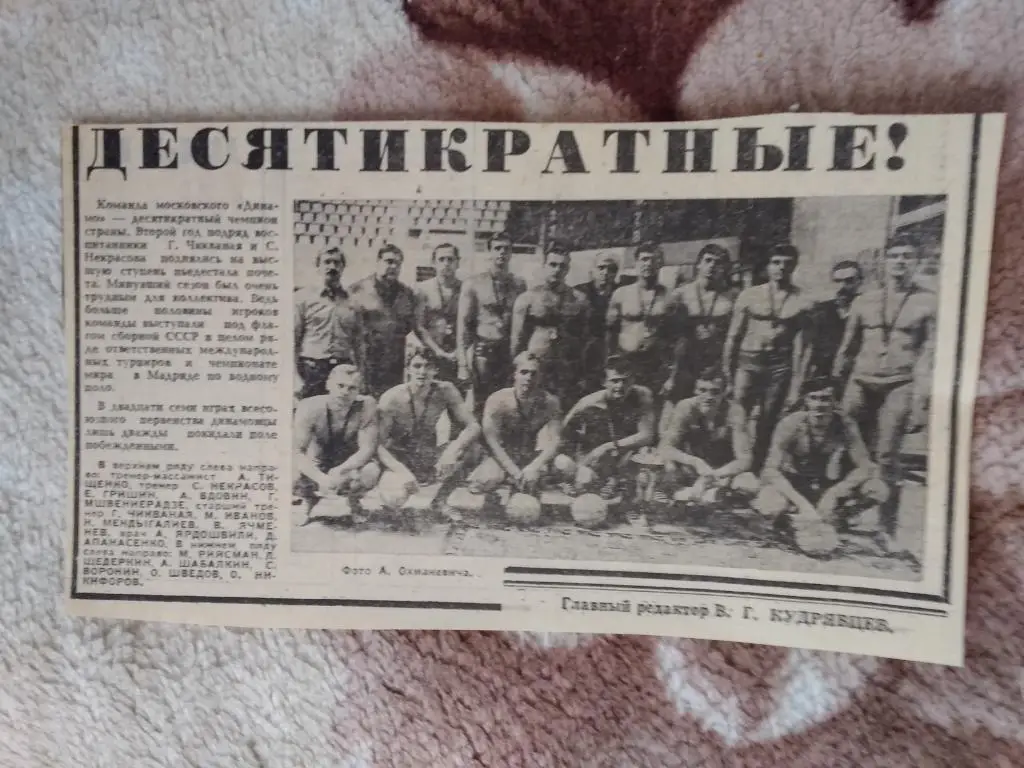 ДЕСЯТИКРАТНЫЕ!
Команда московского «Дина-
мо» — десятикратный чемпион
страны. Второй год подряд вос-
питанники Г. Чикваная и С.
Некрасова поднялись на выс-
шую ступень пьедестала поче-
та. Минувший сезон был очень
трудным для коллектива. Ведь
больше половины игроков
команды выступали под фла-
гом сборной СССР в целом ря-
де ответственных международ-
ных турниров и чемпионате
мира в Мадриде по водному
поло.
В двадцати семи играх всесо-
юзного первенства динамовцы
лишь дважды покидали поле
побежденными.
В верхнем ряду слева напра-
во: тренер-массажист А. ТИ-
ЩЕНКО, тренер С. НЕКРАСОВ,
Е. ГРИШИН, А. ВДОВИН, Г.
МШВЕНИЕРАДЗЕ, старший тре-
нер Г. ЧИКВАНАЯ, М. ИВАНОВ,
Н. МЕНДЫГАЛИЕВ, В. ЯЧМЕ-
НЕВ, врач А. ЯРДОШВИЛИ, Д.
АПАНАСЕНКО. В нижнем ряду
слева направо: М. РИЙСМАН, Д.
ЩЕДЕРКИН, А. ШАБАЛКИН, С.
ВОРОНИН, О. ШВЕДОВ, О. НИ-
КИФОРОВ.
Фото А. Охманевича.
Главный редактор В. Г. КУДРЯВЦЕВ.